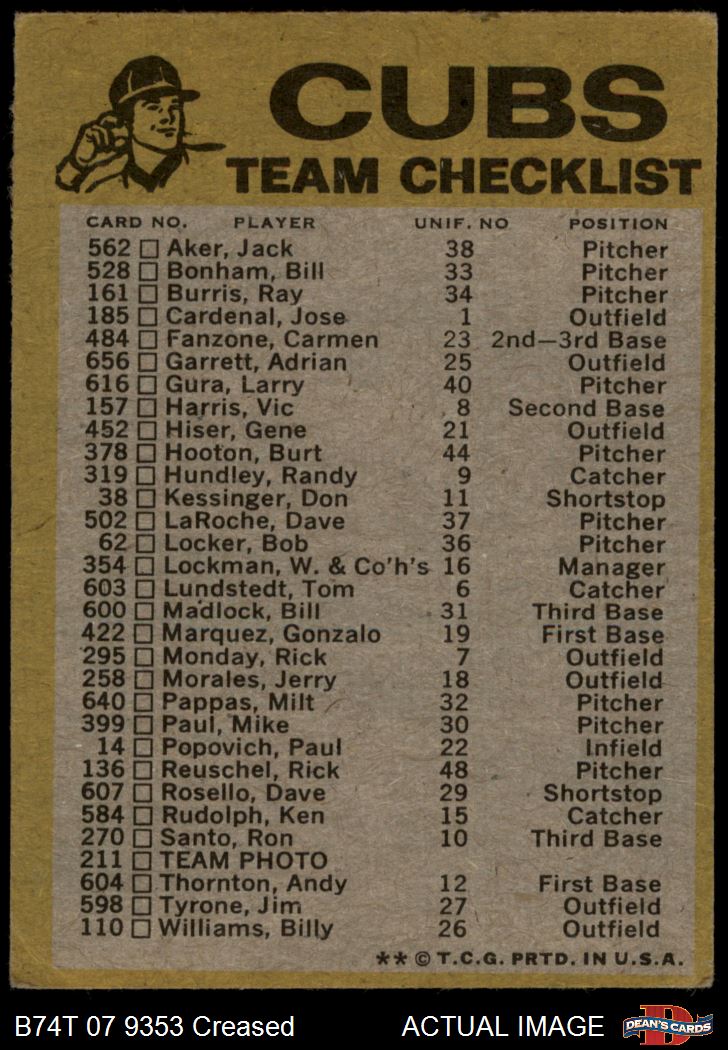 CUBS
TEAM CHECKLIST
CARD NO. PLAYER UNIF. NO POSITION
562 Aker, Jack 38 Pitcher
528 Bonham, Bill 33 Pitcher
161 Burris, Ray 34 Pitcher
185 Cardenal, Jose 1 Outfield
484 Fanzone, Carmen 23 2nd—3rd Base
656 Garrett, Adrian 25 Outfield
616 Gura, Larry 40 Pitcher
157 Harris, Vic 8 Second Base
452 Hiser, Gene 21 Outfield
378 Hooton, Burt 44 Pitcher
319 Hundley, Randy 9 Catcher
38 Kessinger, Don 11 Shortstop
502 LaRoche, Dave 37 Pitcher
62 Locker, Bob 36 Pitcher
354 Lockman, W. & Co'h's 16 Manager
603 Lundstedt, Tom 6 Catcher
600 Madlock, Bill 31 Third Base
422 Marquez, Gonzalo 19 First Base
295 Monday, Rick 7 Outfield
258 Morales, Jerry 18 Outfield
640 Pappas, Milt 32 Pitcher
399 Paul, Mike 30 Pitcher
14 Popovich, Paul 22 Infield
136 Reuschel, Rick 48 Pitcher
607 Rosello, Dave 29 Shortstop
584 Rudolph, Ken 15 Catcher
270 Santo, Ron 10 Third Base
211 TEAM PHOTO
604 Thornton, Andy 12 First Base
598 Tyrone, Jim 27 Outfield
110 Williams, Billy 26 Outfield
**©T.C.G. PRTD. IN U.S.A.
B74T 07 9353 Creased ACTUAL IMAGE DEAN'S CARDS